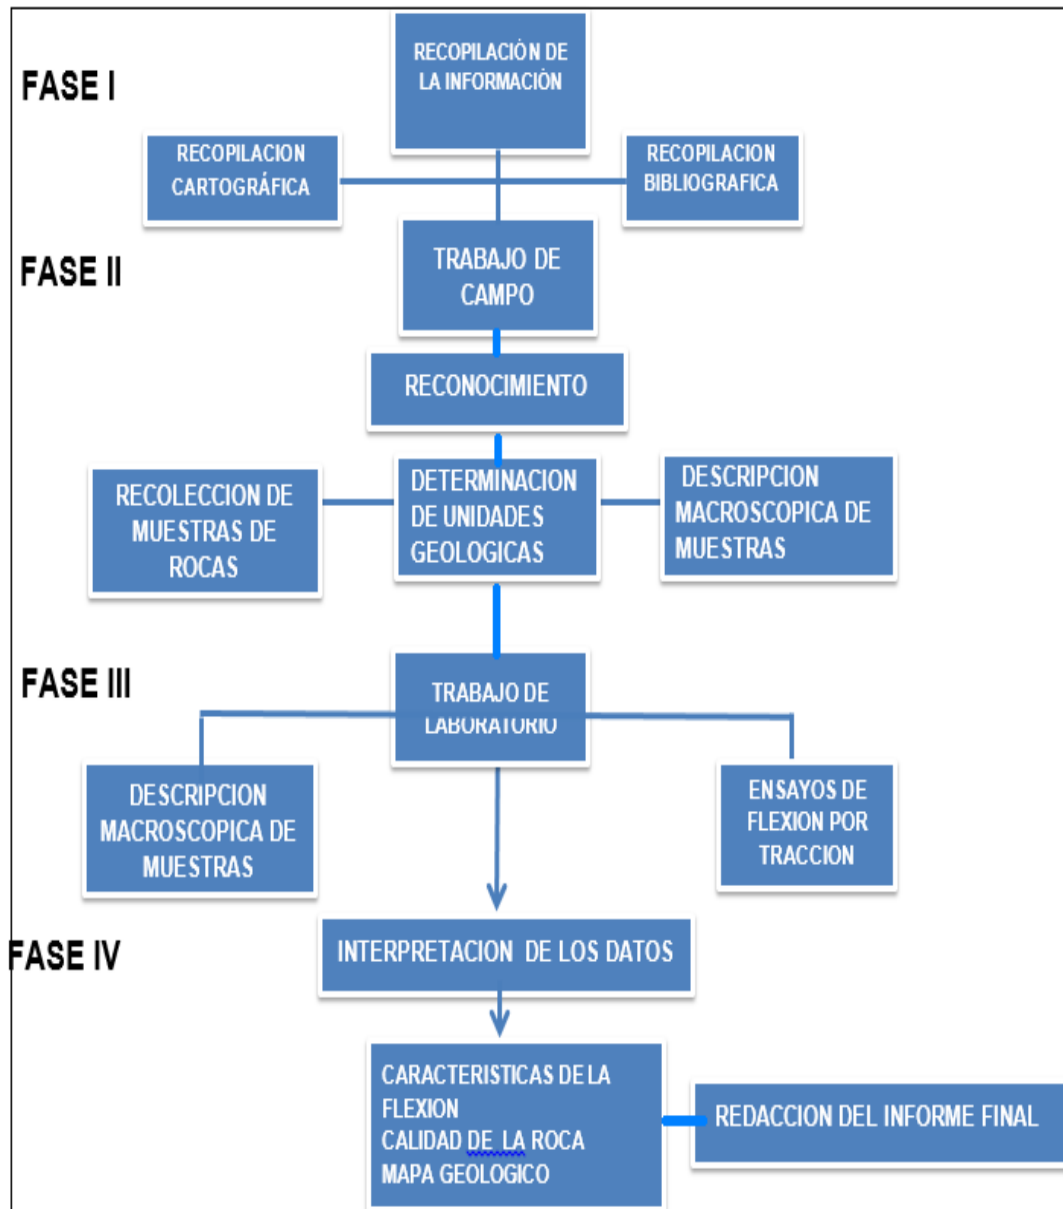 FASE I
RECOPILACIÓN DE
LA INFORMACIÓN
RECOPILACION
CARTOGRÁFICA
RECOPILACION
BIBLIOGRAFICA
FASE II
TRABAJO DE
CAMPO
RECONOCIMIENTO
RECOLECCION DE
MUESTRAS DE
ROCAS
DETERMINACION
DE UNIDADES
GEOLOGICAS
DESCRIPCION
MACROSCOPICA DE
MUESTRAS
FASE III
TRABAJO DE
LABORATORIO
DESCRIPCION
MACROSCOPICA DE
MUESTRAS
ENSAYOS DE
FLEXION POR
TRACCION
FASE IV
INTERPRETACION DE LOS DATOS
CARACTERISTICAS DE LA
FLEXION
CALIDAD DE LA ROCA
MAPA GEOLOGICO
REDACCION DEL INFORME FINAL